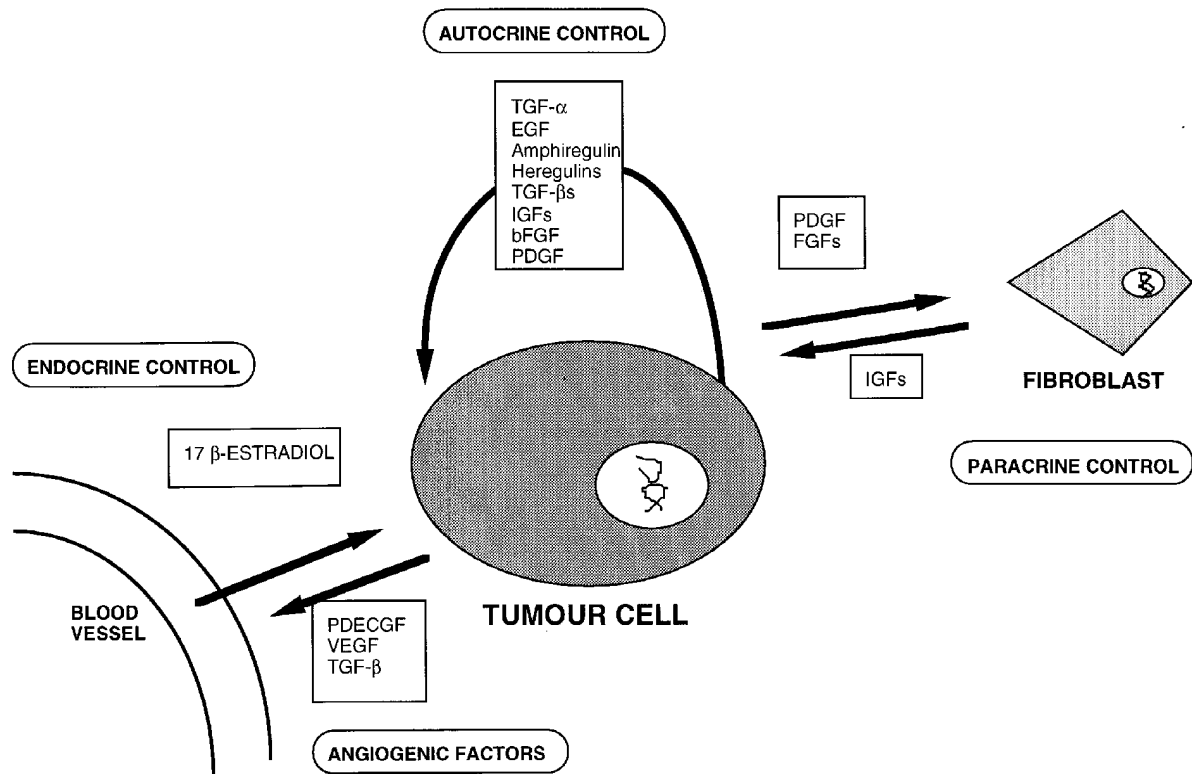 AUTOCRINE CONTROL
TGF-α
EGF
Amphiregulin
Heregulins
TGF-βs
IGFs
bFGF
PDGF
PDGF
FGFs
IGFs
FIBROBLAST
PARACRINE CONTROL
ENDOCRINE CONTROL
17 β-ESTRADIOL
BLOOD
VESSEL
TUMOUR CELL
PDECGF
VEGF
TGF-β
ANGIOGENIC FACTORS